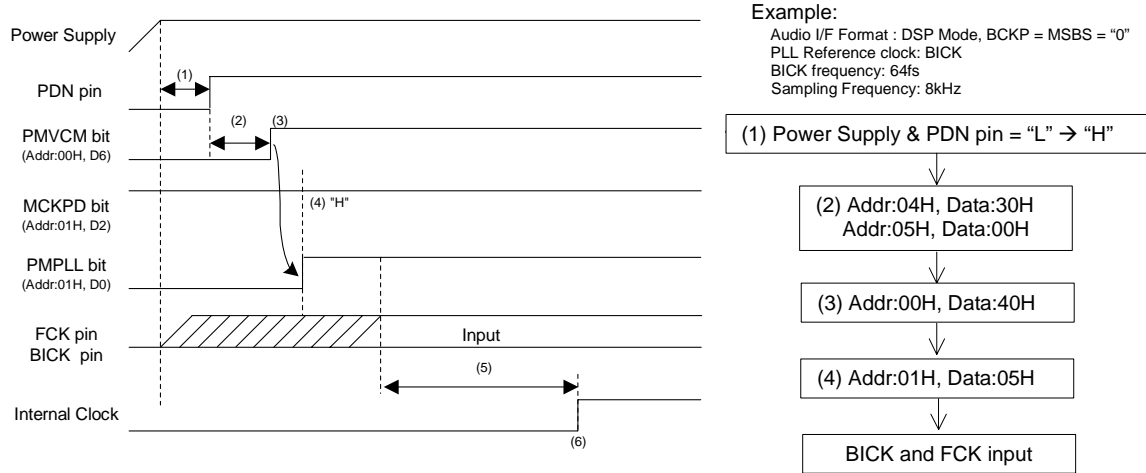 Power Supply
(1)
PDN pin
(2)
(3)
PMVCM bit
(Addr:00H, D6)
(4) "H"
MCKPD bit
(Addr:01H, D2)
PMPLL bit
(Addr:01H, D0)
FCK pin
BICK pin
Input
(5)
Internal Clock
(6)
Example:
Audio I/F Format : DSP Mode, BCKP = MSBS = “0”
PLL Reference clock: BICK
BICK frequency: 64fs
Sampling Frequency: 8kHz
(1) Power Supply & PDN pin = “L” → “H”
(2) Addr:04H, Data:30H
Addr:05H, Data:00H
(3) Addr:00H, Data:40H
(4) Addr:01H, Data:05H
BICK and FCK input